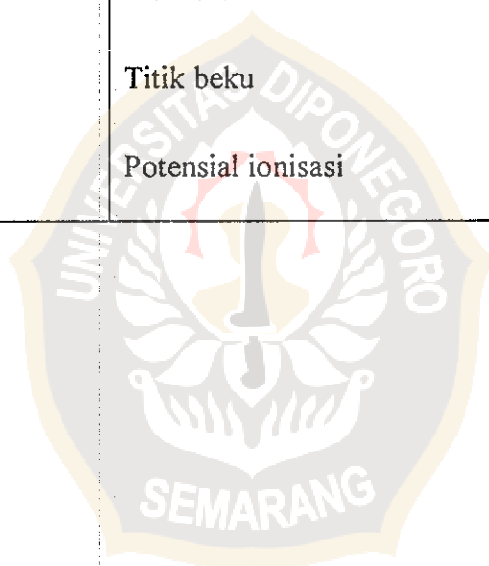 Titik beku
Potensial ionisasi
UNIVERSITAS DIPONEGORO
SEMARANG